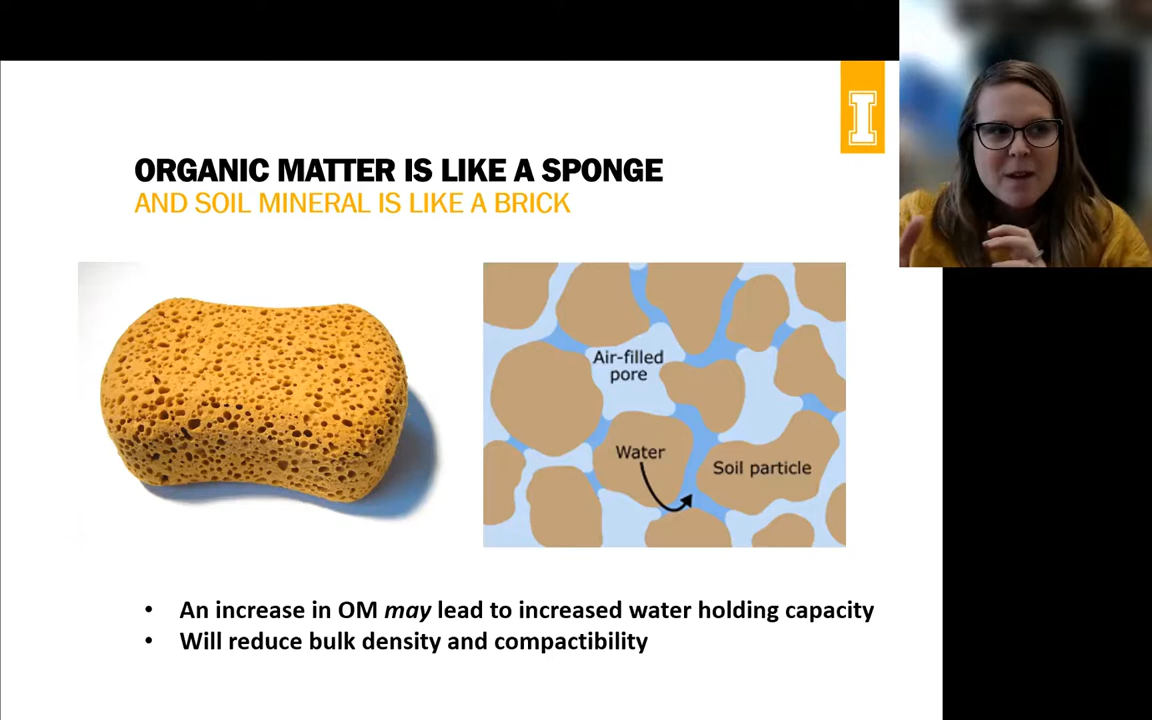 I
ORGANIC MATTER IS LIKE A SPONGE
AND SOIL MINERAL IS LIKE A BRICK
Air-filled
pore
Water
Soil particle
• An increase in OM may lead to increased water holding capacity
• Will reduce bulk density and compactibility